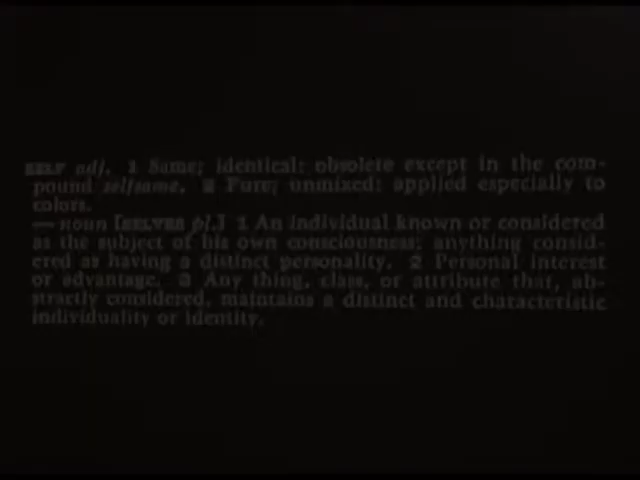 SELF adj. 1 Same; identical: obsolete except in the com-
pound selfsame. 2 Pure; unmixed: applied especially to
colors.
— noun [SELVES pl.] 1 An individual known or considered
as the subject of his own consciousness: anything consid-
ered as having a distinct personality. 2 Personal interest
or advantage. 3 Any thing, class, or attribute that, ab-
stractly considered, maintains a distinct and characteristic
individuality or identity.